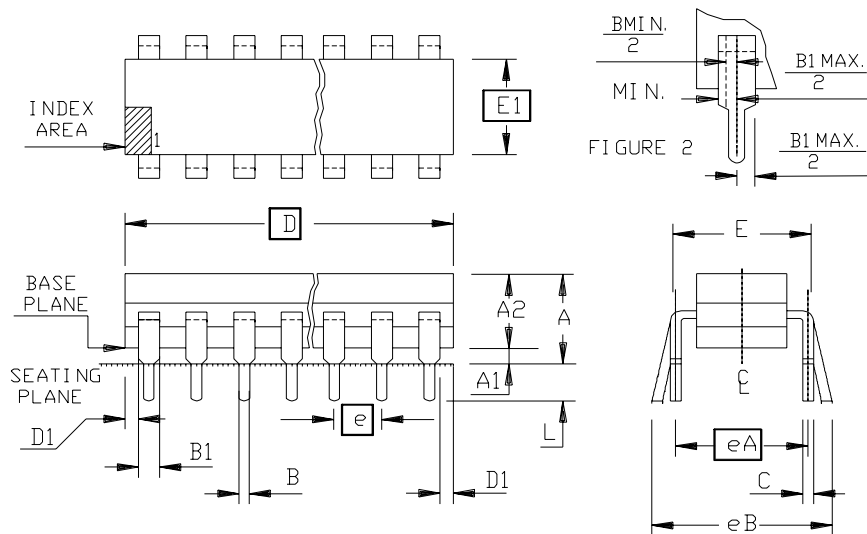 INDEX
AREA
1
E1
BMIN.
2
B1 MAX.
2
MIN.
FIGURE 2
B1 MAX.
2
D
E
BASE
PLANE
A2
A
SEATING
PLANE
A1
L
CL
e
D1
B1
B
D1
eA
C
eB